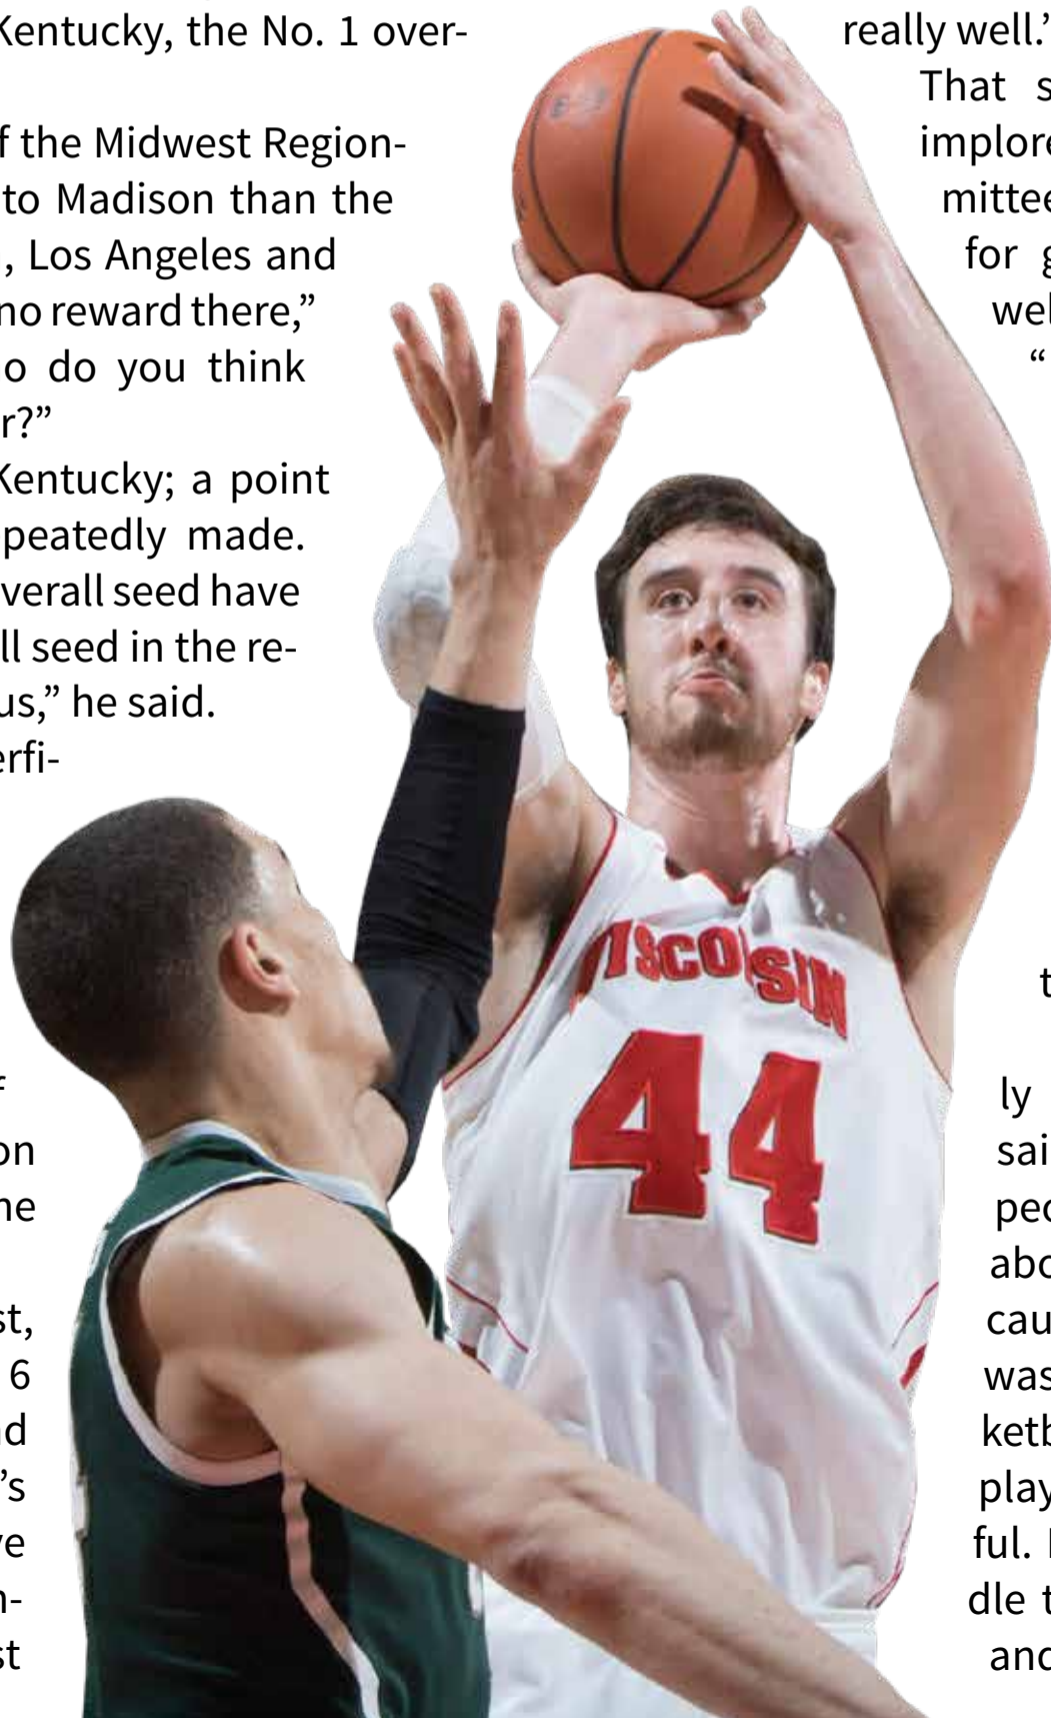 Kentucky, the No. 1 over-
f the Midwest Region-
to Madison than the
, Los Angeles and
no reward there,”
o do you think
r?”
Kentucky; a point
peatedly made.
verall seed have
ll seed in the re-
us,” he said.
erfi-
f
on
ne
st,
6
nd
’s
ve
n-
st
WISCONSIN
44
really well.”
That s
implore
mittee
for g
wel
“
t
ly
sai
peo
abo
cau
was
ketb
play
ful.
dle t
and